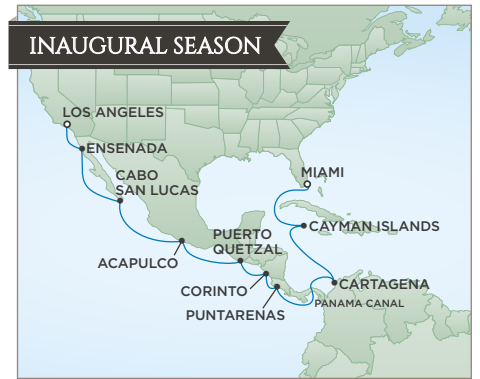 INAUGURAL SEASON
LOS ANGELES
ENSENADA
CABO
SAN LUCAS
MIAMI
CAYMAN ISLANDS
PUERTO
QUETZAL
ACAPULCO
CORINTO
CARTAGENA
PANAMA CANAL
PUNTARENAS